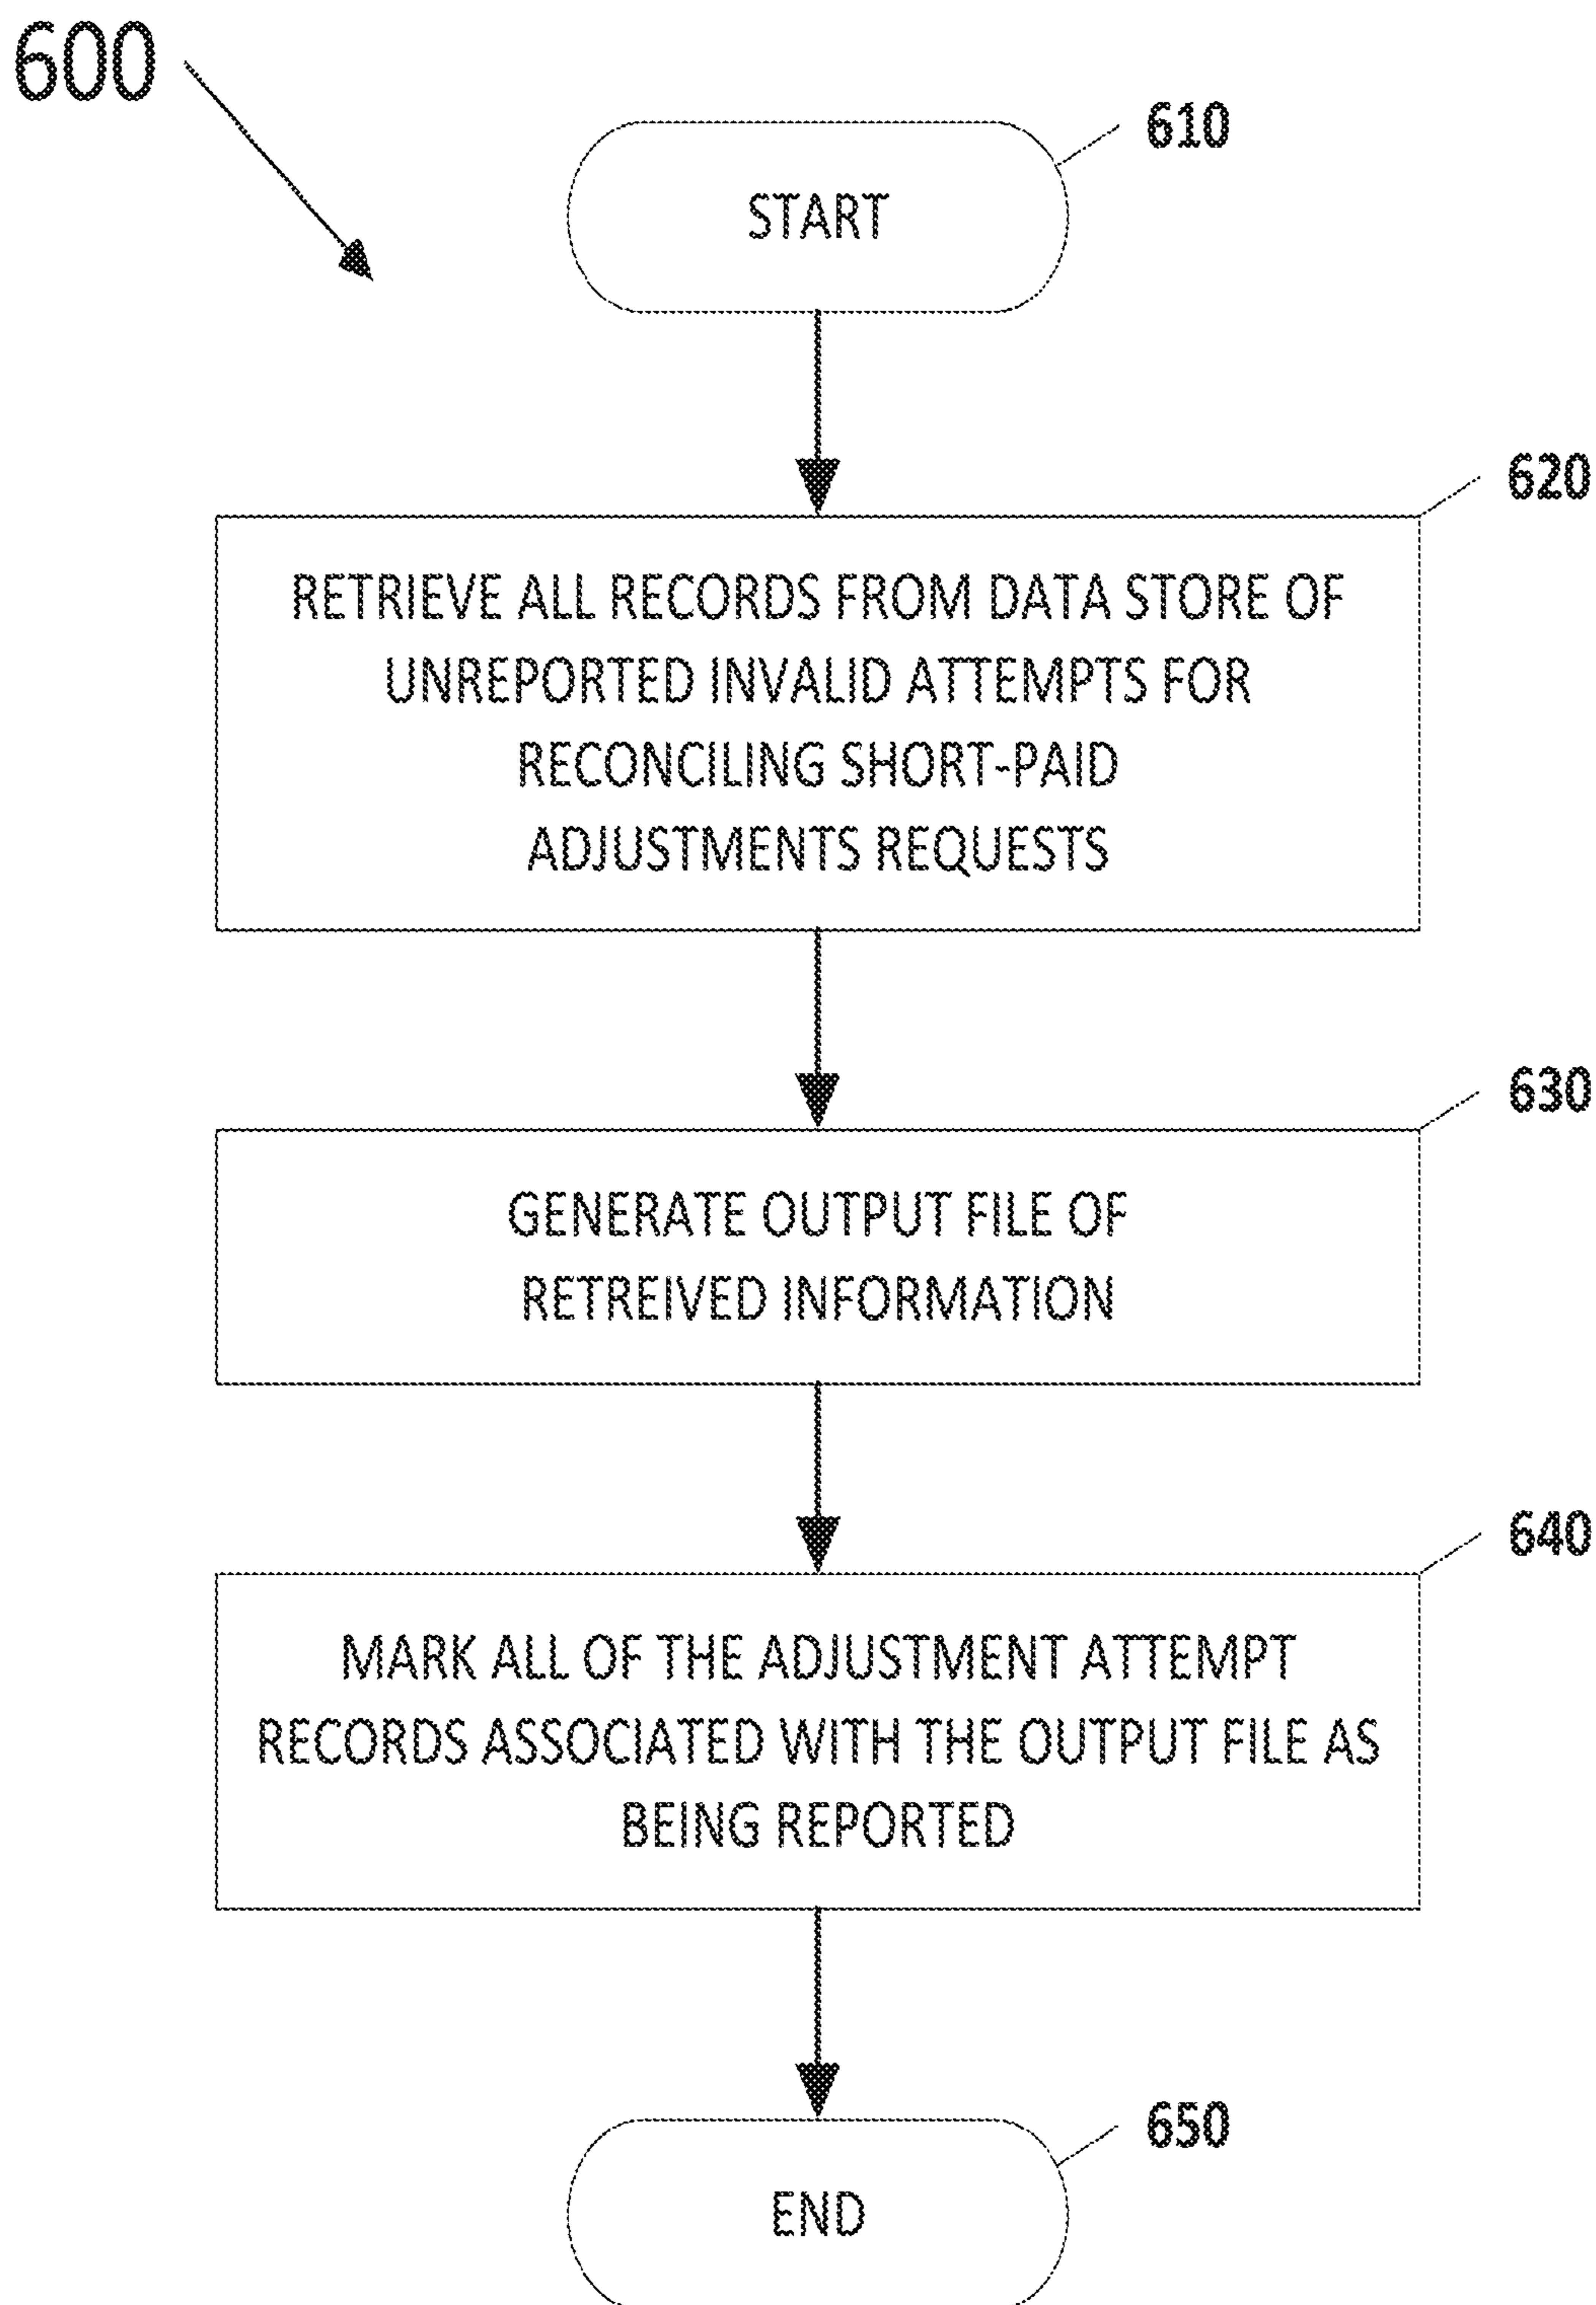 600
610
START
620
RETRIEVE ALL RECORDS FROM DATA STORE OF
UNREPORTED INVALID ATTEMPTS FOR
RECONCILING SHORT-PAID
ADJUSTMENTS REQUESTS
630
GENERATE OUTPUT FILE OF
RETREIVED INFORMATION
640
MARK ALL OF THE ADJUSTMENT ATTEMPT
RECORDS ASSOCIATED WITH THE OUTPUT FILE AS
BEING REPORTED
650
END